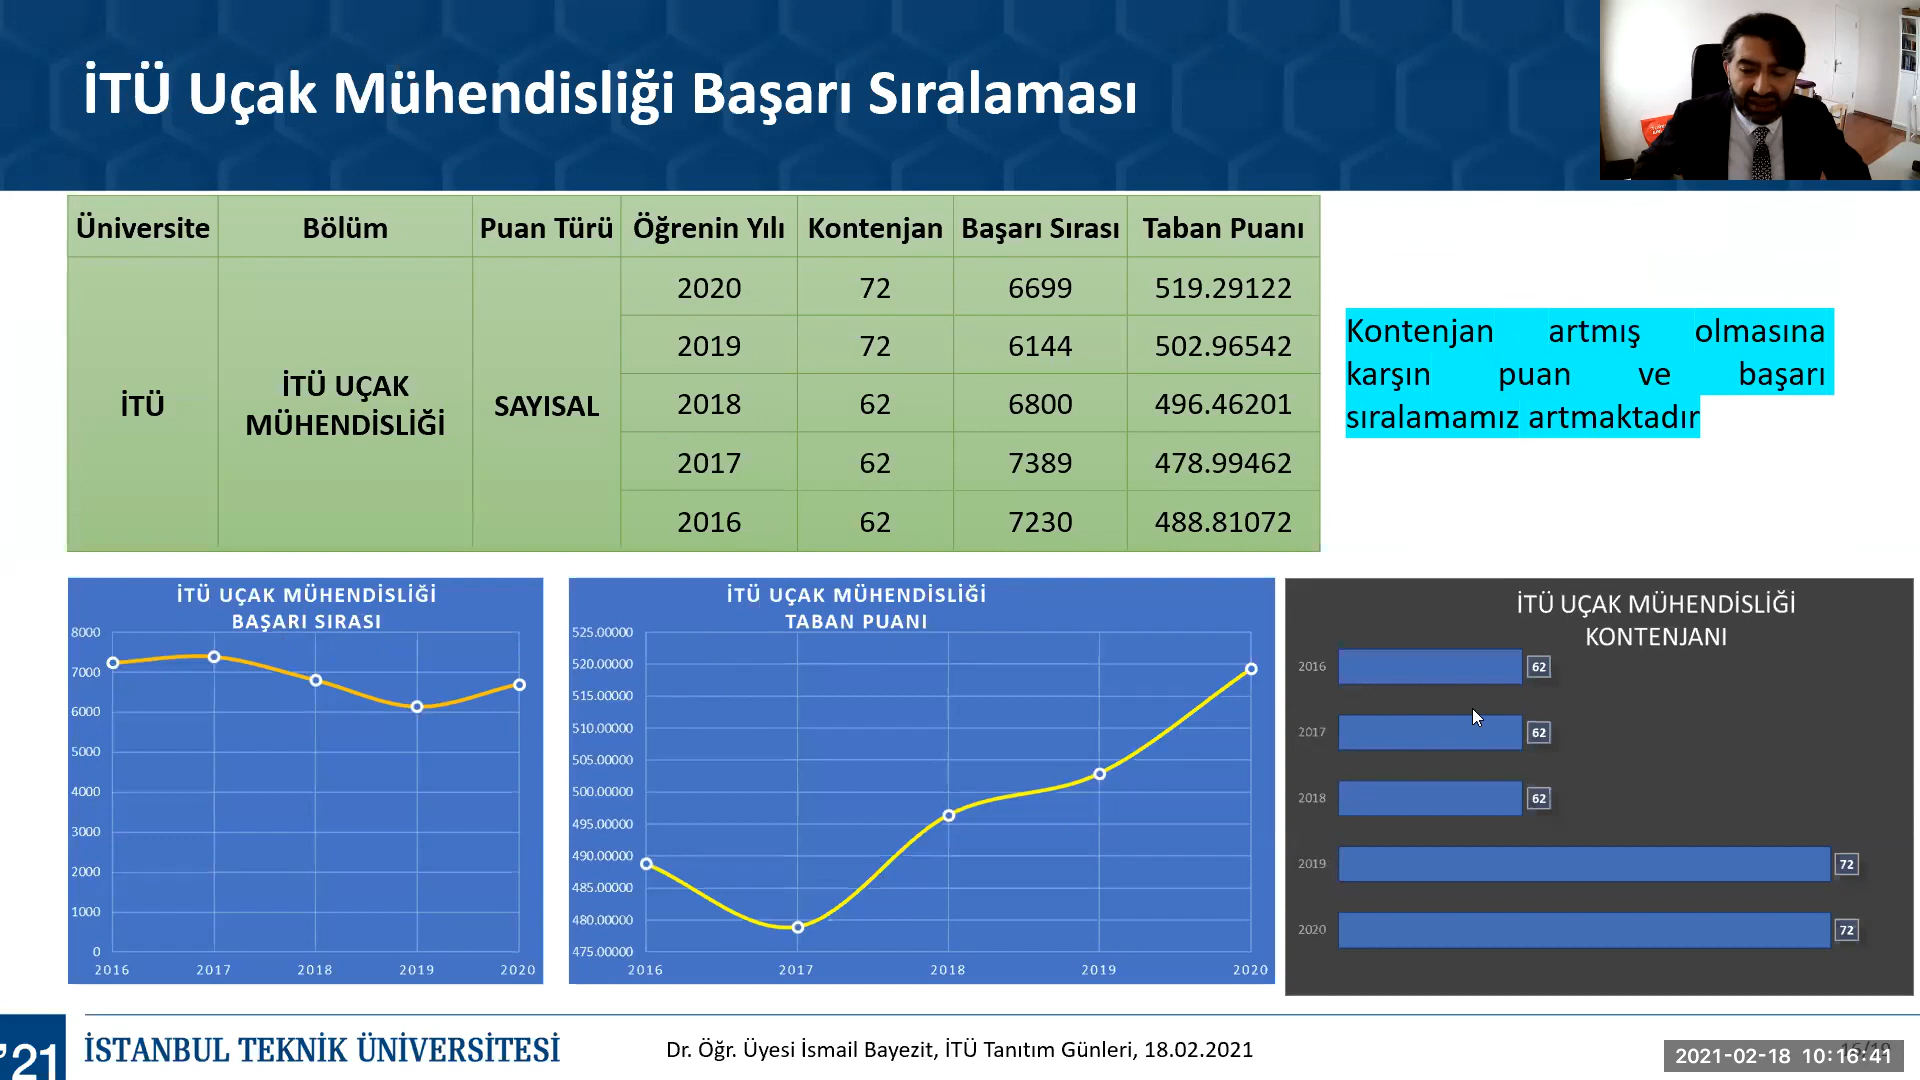 İTÜ Uçak Mühendisliği Başarı Sıralaması
Üniversite Bölüm Puan Türü Öğrenin Yılı Kontenjan Başarı Sırası Taban Puanı
İTÜ
İTÜ UÇAK
MÜHENDİSLİĞİ
SAYISAL
2020 72 6699 519.29122
2019 72 6144 502.96542
2018 62 6800 496.46201
2017 62 7389 478.99462
2016 62 7230 488.81072
Kontenjan artmış olmasına
karşın puan ve başarı
sıralamamız artmaktadır
İTÜ UÇAK MÜHENDİSLİĞİ
BAŞARI SIRASI
8000
7000
6000
5000
4000
3000
2000
1000
0
2016 2017 2018 2019 2020
İTÜ UÇAK MÜHENDİSLİĞİ
TABAN PUANI
525.00000
520.00000
515.00000
510.00000
505.00000
500.00000
495.00000
490.00000
485.00000
480.00000
475.00000
2016 2017 2018 2019 2020
İTÜ UÇAK MÜHENDİSLİĞİ
KONTENJANI
2016 62
2017 62
2018 62
2019 72
2020 72
'21
İSTANBUL TEKNİK ÜNİVERSİTESİ
Dr. Öğr. Üyesi İsmail Bayezit, İTÜ Tanıtım Günleri, 18.02.2021
2021-02-18 10:16:41